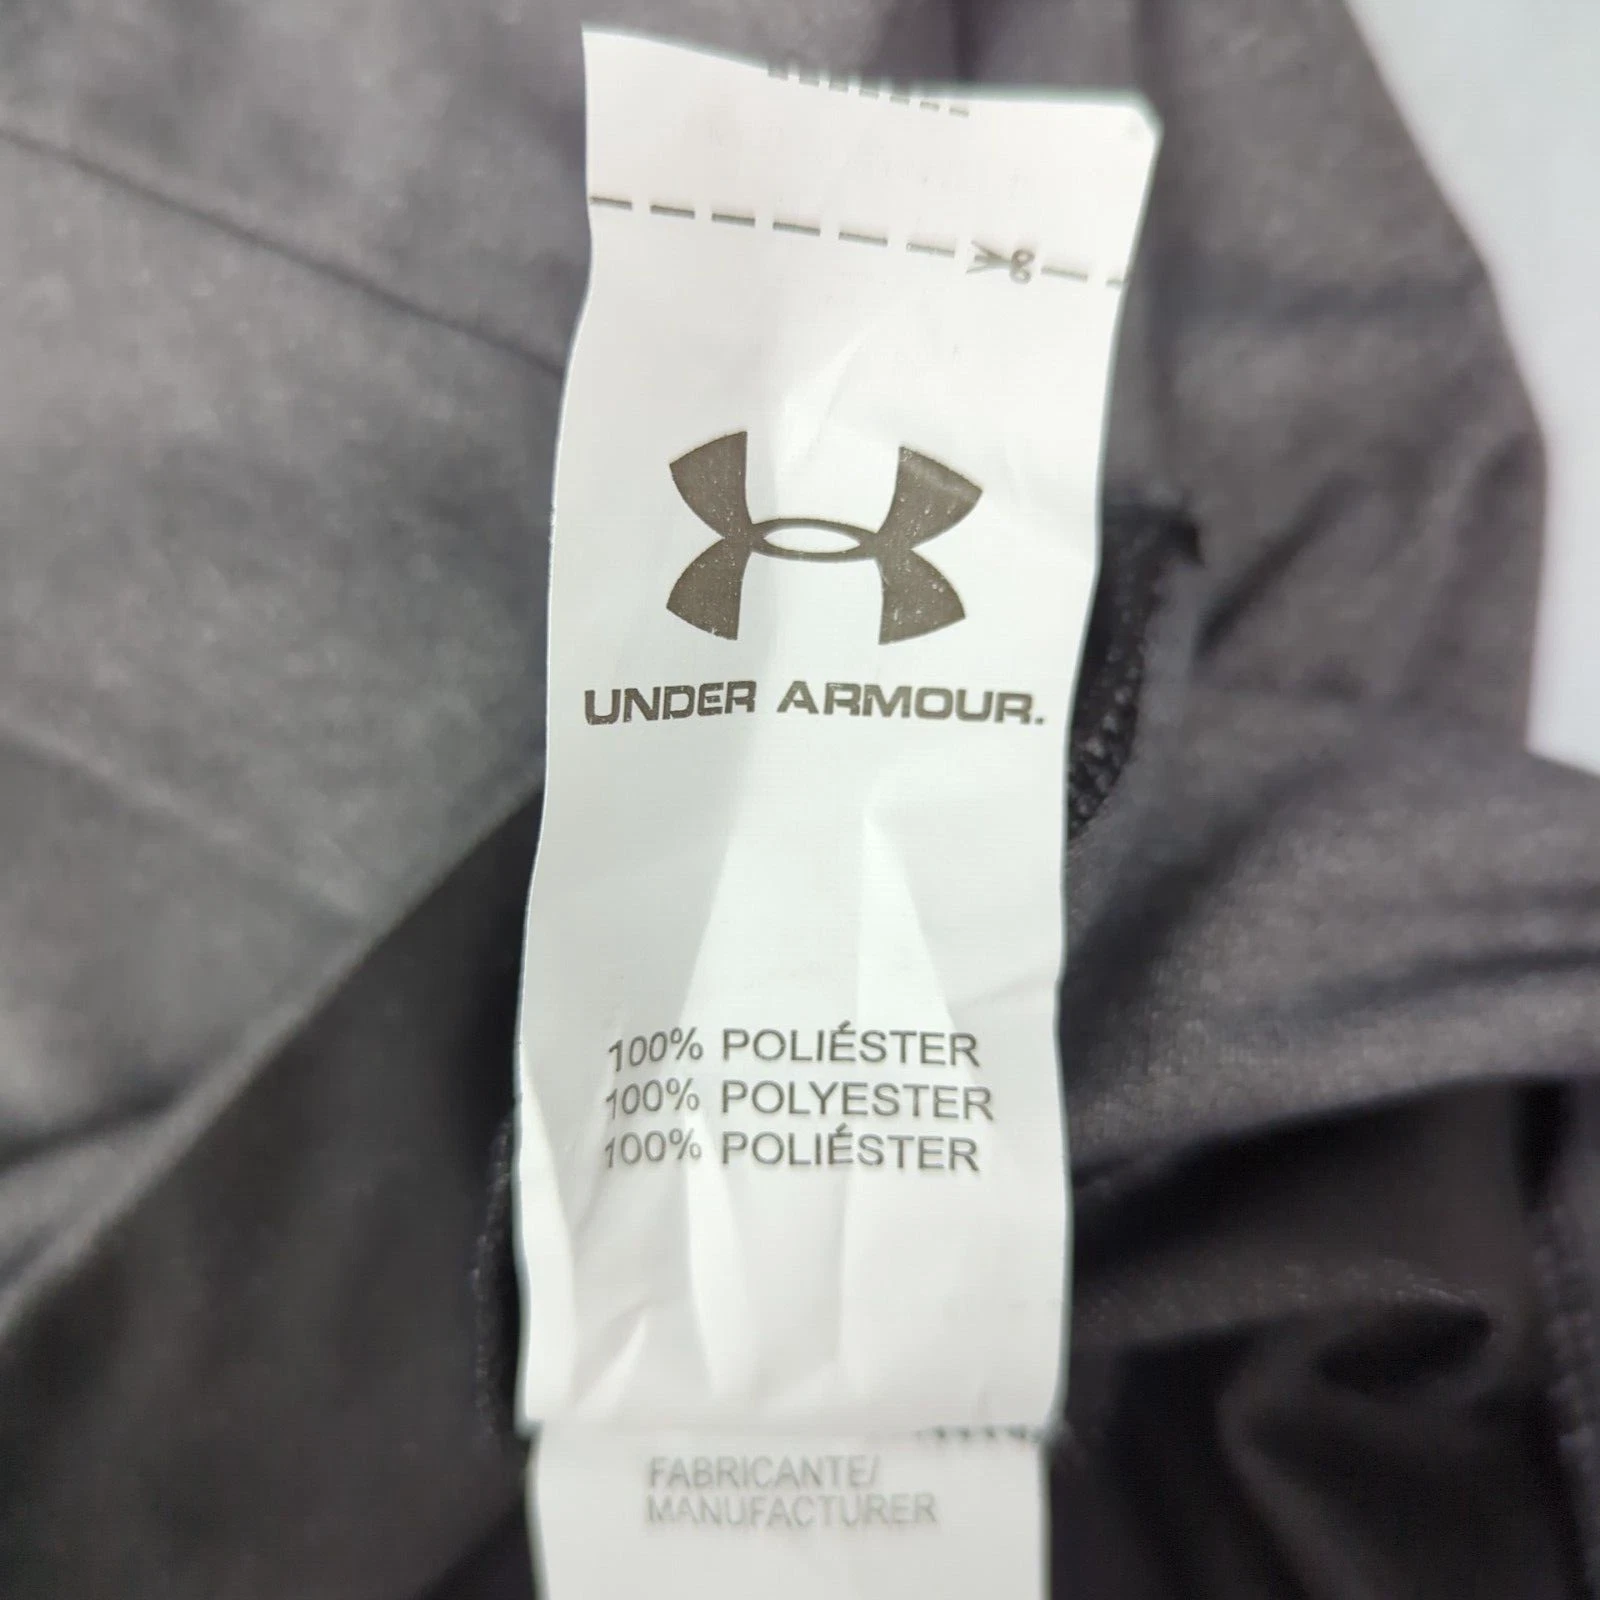 UNDER ARMOUR.
100% POLIÉSTER
100% POLYESTER
100% POLIÉSTER
FABRICANTE/
MANUFACTURER